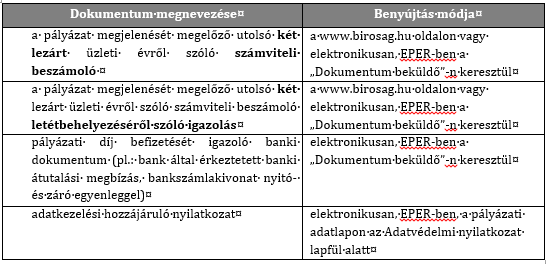 Dokumentum·megnevezése¤ Benyújtás·módja¤
a· pályázat· megjelenését· megelőző· utolsó· két·
lezárt· üzleti· évről· szóló· számviteli·
beszámoló·¤
a·www.birosag.hu·oldalon·vagy·
elektronikusan,·EPER-ben·a·
„Dokumentum·beküldő”-n·keresztül¤
a· pályázat· megjelenését· megelőző· utolsó· két·
lezárt·üzleti·évről·szóló·számviteli·beszámoló·
letétbehelyezéséről·szóló·igazolás¤
a·www.birosag.hu·oldalon·vagy·
elektronikusan,·EPER-ben·a·
„Dokumentum·beküldő”-n·keresztül¤
pályázati· díj· befizetését· igazoló· banki·
dokumentum·(pl.:·bank·által·érkeztetett·banki·
átutalási· megbízás,· bankszámlakivonat· nyitó-·
és·záró·egyenleggel)¤
elektronikusan,·EPER-ben·a·
„Dokumentum·beküldő”-n·keresztül¤
adatkezelési·hozzájáruló·nyilatkozat¤
elektronikusan,·EPER-ben,·a·pályázati·
adatlapon·az·Adatvédelmi·nyilatkozat·
lapfül·alatt¤